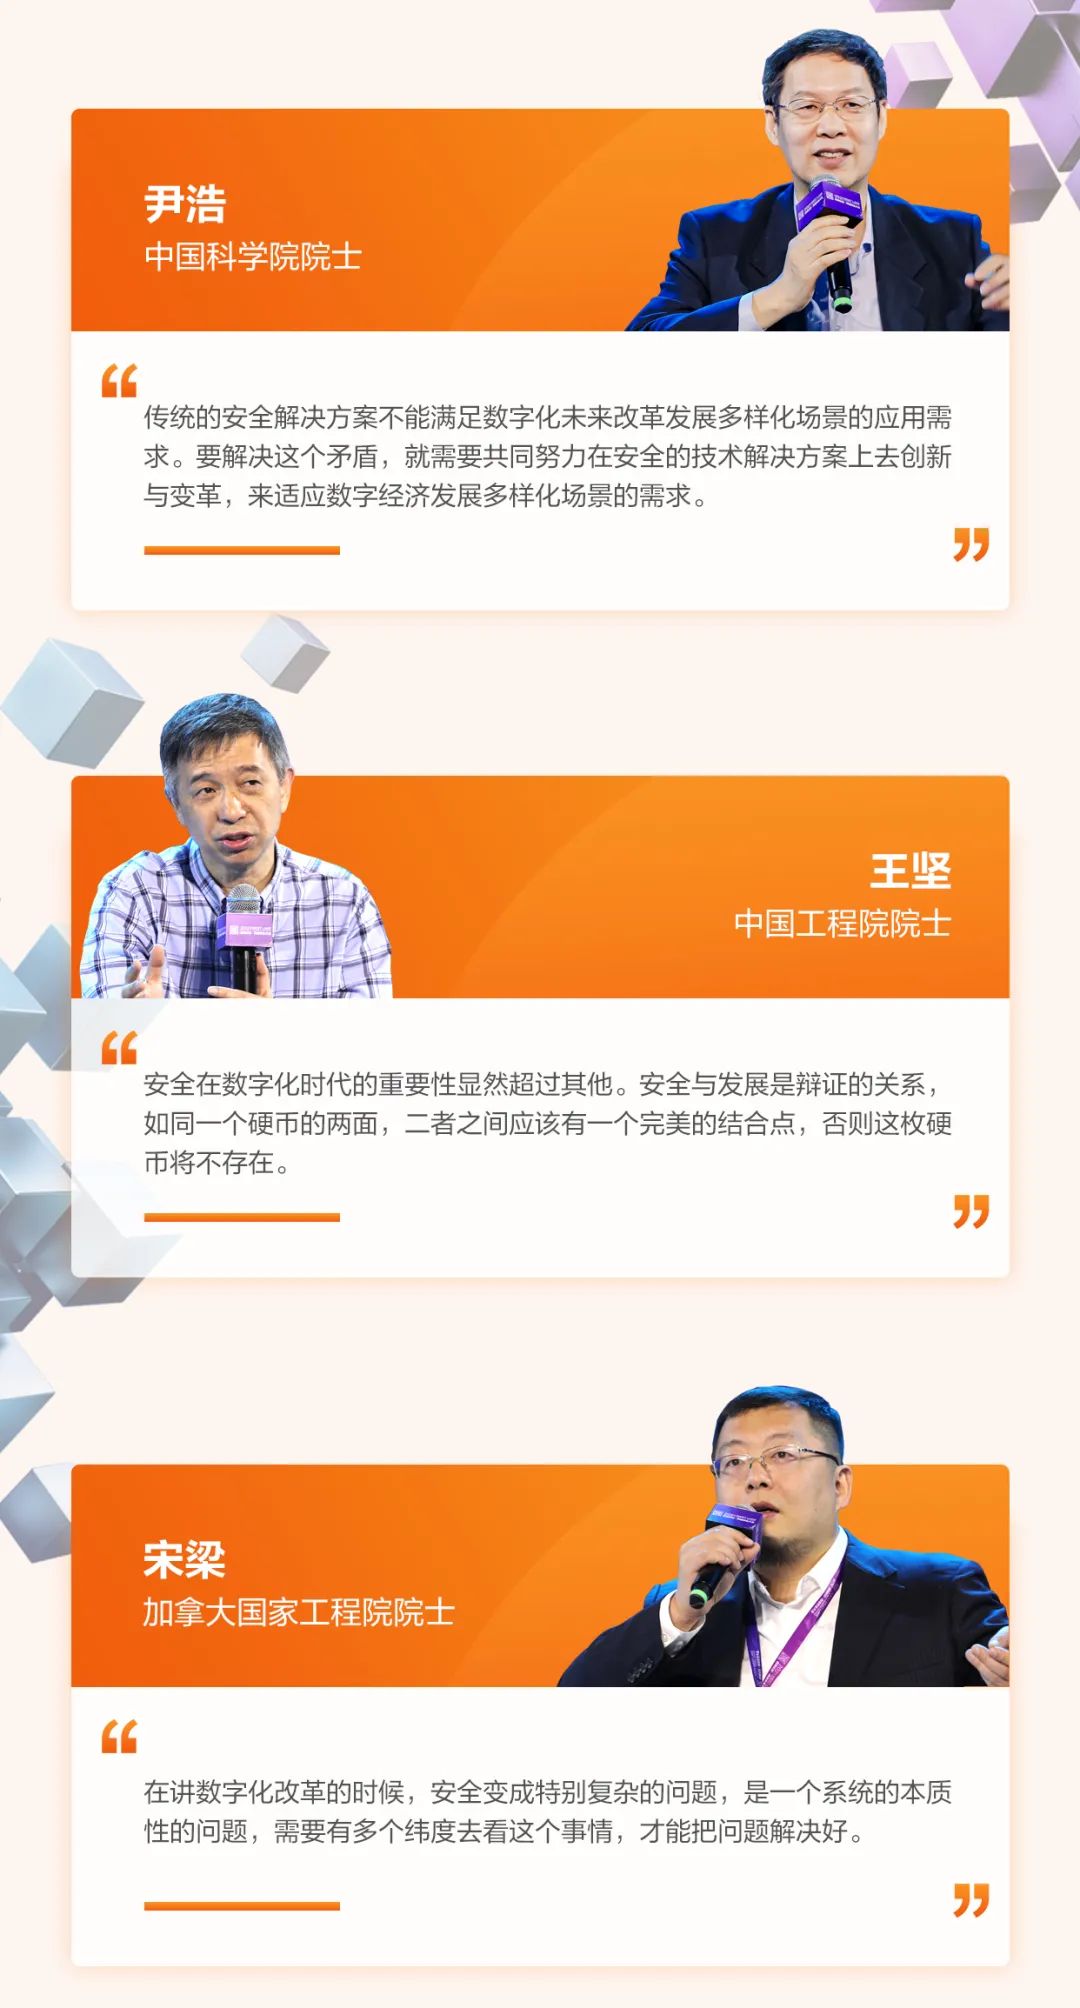 尹浩
中国科学院院士
“
传统的安全解决方案不能满足数字化未来改革发展多样化场景的应用需
求。要解决这个矛盾，就需要共同努力在安全的技术解决方案上去创新
与变革，来适应数字经济发展多样化场景的需求。
”
王坚
中国工程院院士
“
安全在数字化时代的重要性显然超过其他。安全与发展是辩证的关系，
如同一个硬币的两面，二者之间应该有一个完美的结合点，否则这枚硬
币将不存在。
”
宋梁
加拿大国家工程院院士
“
在讲数字化改革的时候，安全变成特别复杂的问题，是一个系统的本质
性的问题，需要有多个纬度去看这个事情，才能把问题解决好。
”